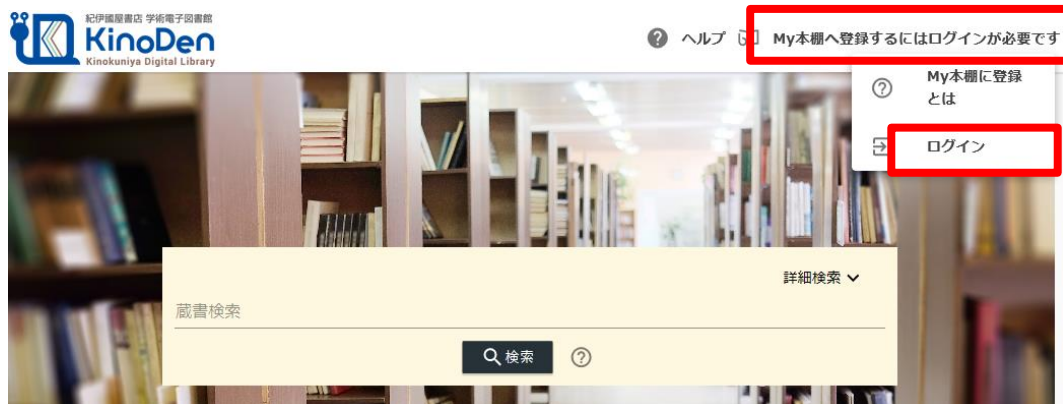 紀伊國屋書店 学術電子図書館
KinoDen
Kinokuniya Digital Library
ヘルプ
My本棚へ登録するにはログインが必要です
My本棚に登録
とは
ログイン
詳細検索
蔵書検索
検索